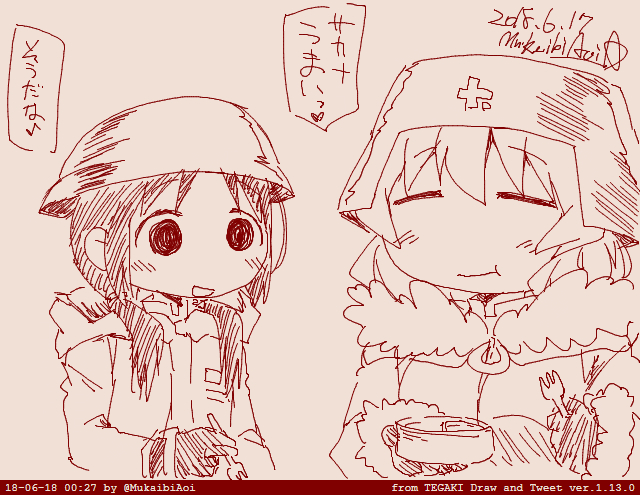 2018.6.17
MukaibiAoi☆
サカナ
うまいっ♥
そうだな♪
18-06-18 00:27 by @MukaibiAoi
from TEGAKI Draw and Tweet ver.1.13.0